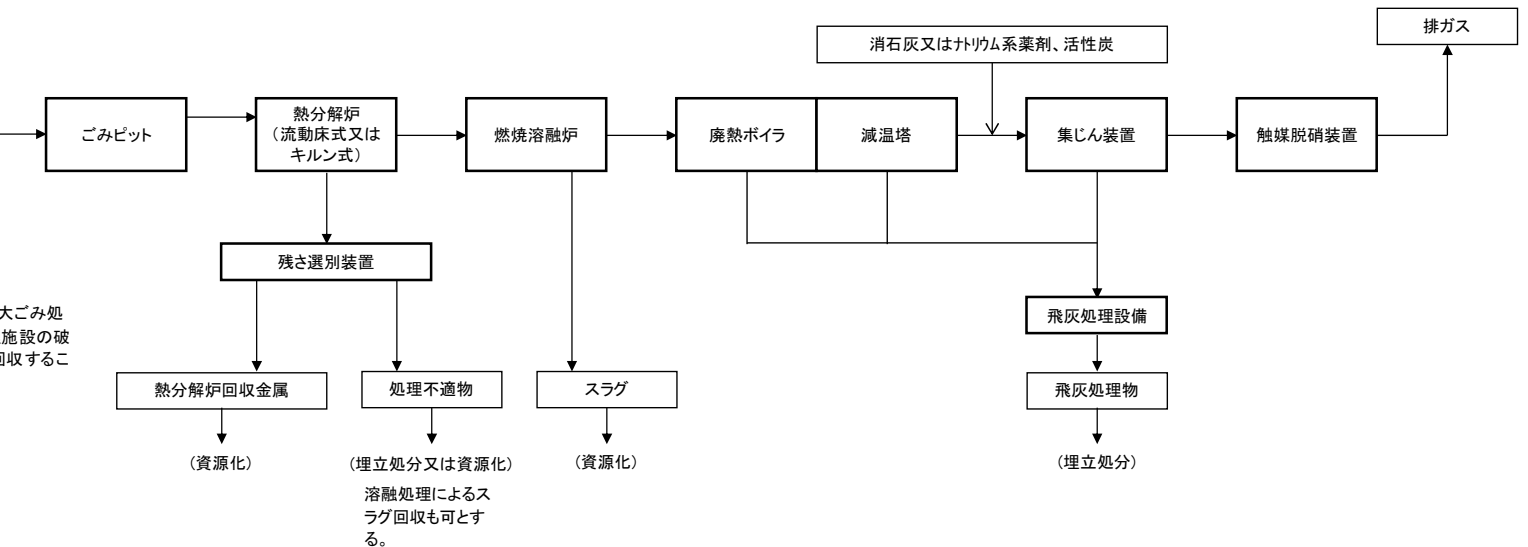 排ガス
消石灰又はナトリウム系薬剤、活性炭
ごみピット
熱分解炉
(流動床式又は
キルン式)
燃焼溶融炉
廃熱ボイラ
減温塔
集じん装置
触媒脱硝装置
残さ選別装置
大ごみ処
施設の破
回収するこ
飛灰処理設備
熱分解炉回収金属
処理不適物
スラグ
飛灰処理物
(資源化)
(埋立処分又は資源化)
(資源化)
(埋立処分)
溶融処理によるス
ラグ回収も可とす
る。